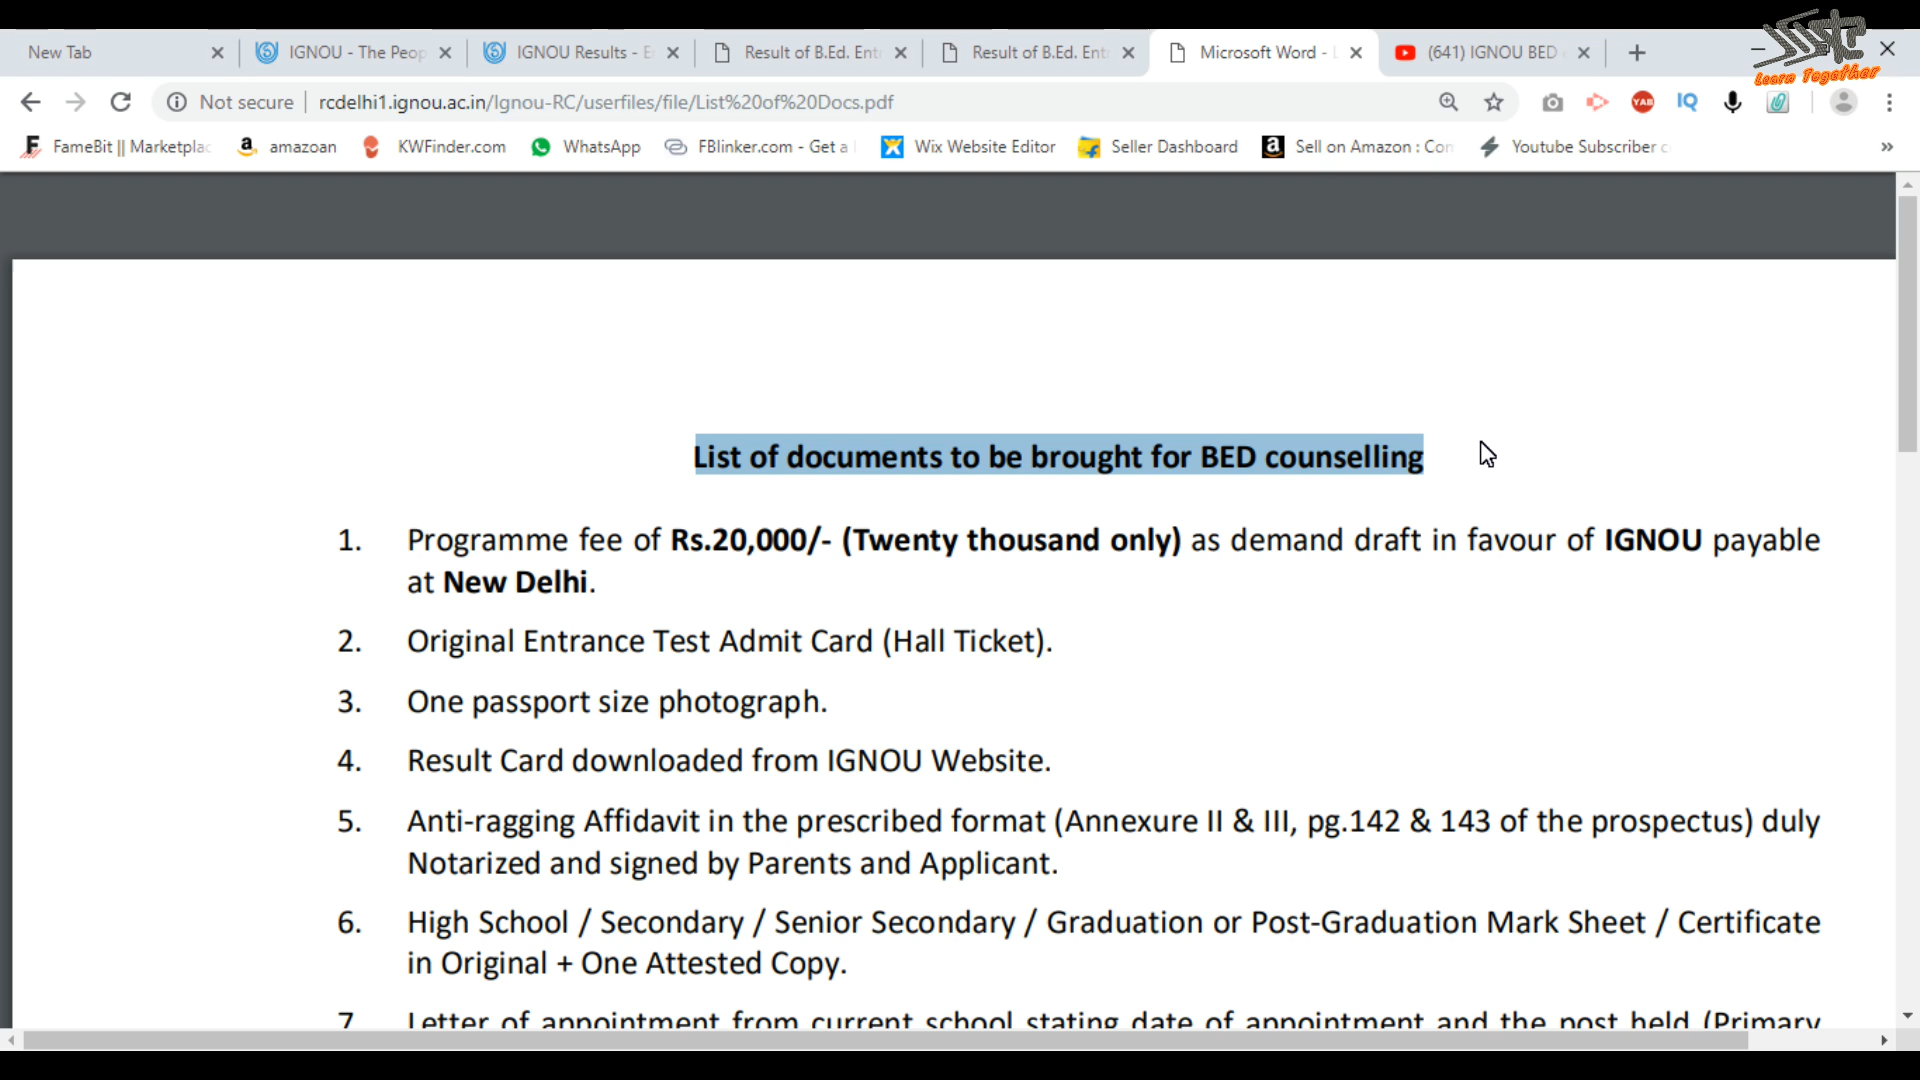 New Tab
IGNOU - The Peop
IGNOU Results - E
Result of B.Ed. Entr
Result of B.Ed. Entr
Microsoft Word - L
(641) IGNOU BED
Learn Together
Not secure
rcdelhi1.ignou.ac.in/Ignou-RC/userfiles/file/List%20of%20Docs.pdf
YAB
IQ
FameBit || Marketplac
amazoan
KWFinder.com
WhatsApp
FBlinker.com - Get a
Wix Website Editor
Seller Dashboard
Sell on Amazon : Con
Youtube Subscriber c
»
List of documents to be brought for BED counselling
1. Programme fee of Rs.20,000/- (Twenty thousand only) as demand draft in favour of IGNOU payable
at New Delhi.
2. Original Entrance Test Admit Card (Hall Ticket).
3. One passport size photograph.
4. Result Card downloaded from IGNOU Website.
5. Anti-ragging Affidavit in the prescribed format (Annexure II & III, pg.142 & 143 of the prospectus) duly
Notarized and signed by Parents and Applicant.
6. High School / Secondary / Senior Secondary / Graduation or Post-Graduation Mark Sheet / Certificate
in Original + One Attested Copy.
7 Letter of appointment from current school stating date of appointment and the post held (Primary